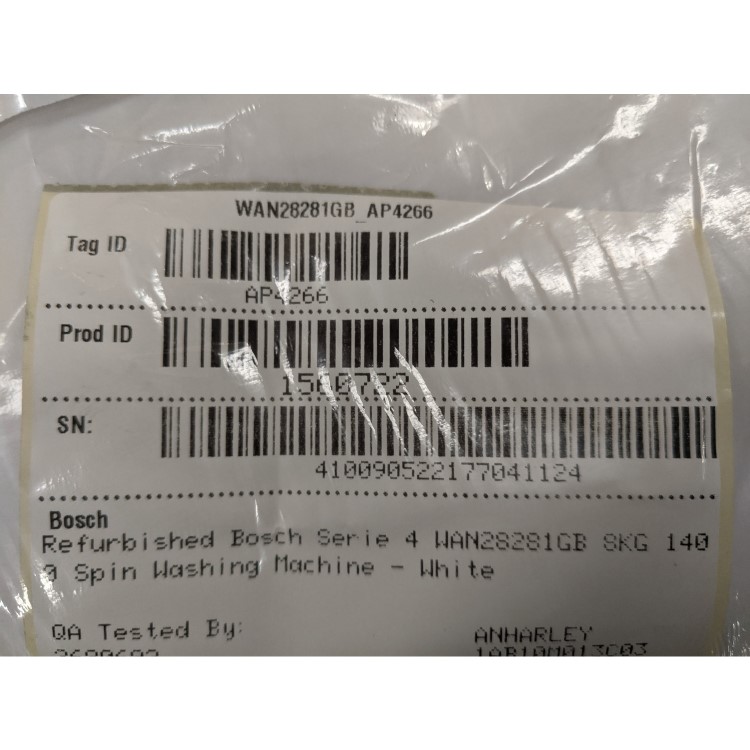 WAN28281GB_AP4266
Tag ID
AP4266
Prod ID
1560722
SN:
410090522177041124
Bosch
Refurbished Bosch Serie 4 WAN28281GB 8KG 140
0 Spin Washing Machine - White
QA Tested By:
ANHARLEY